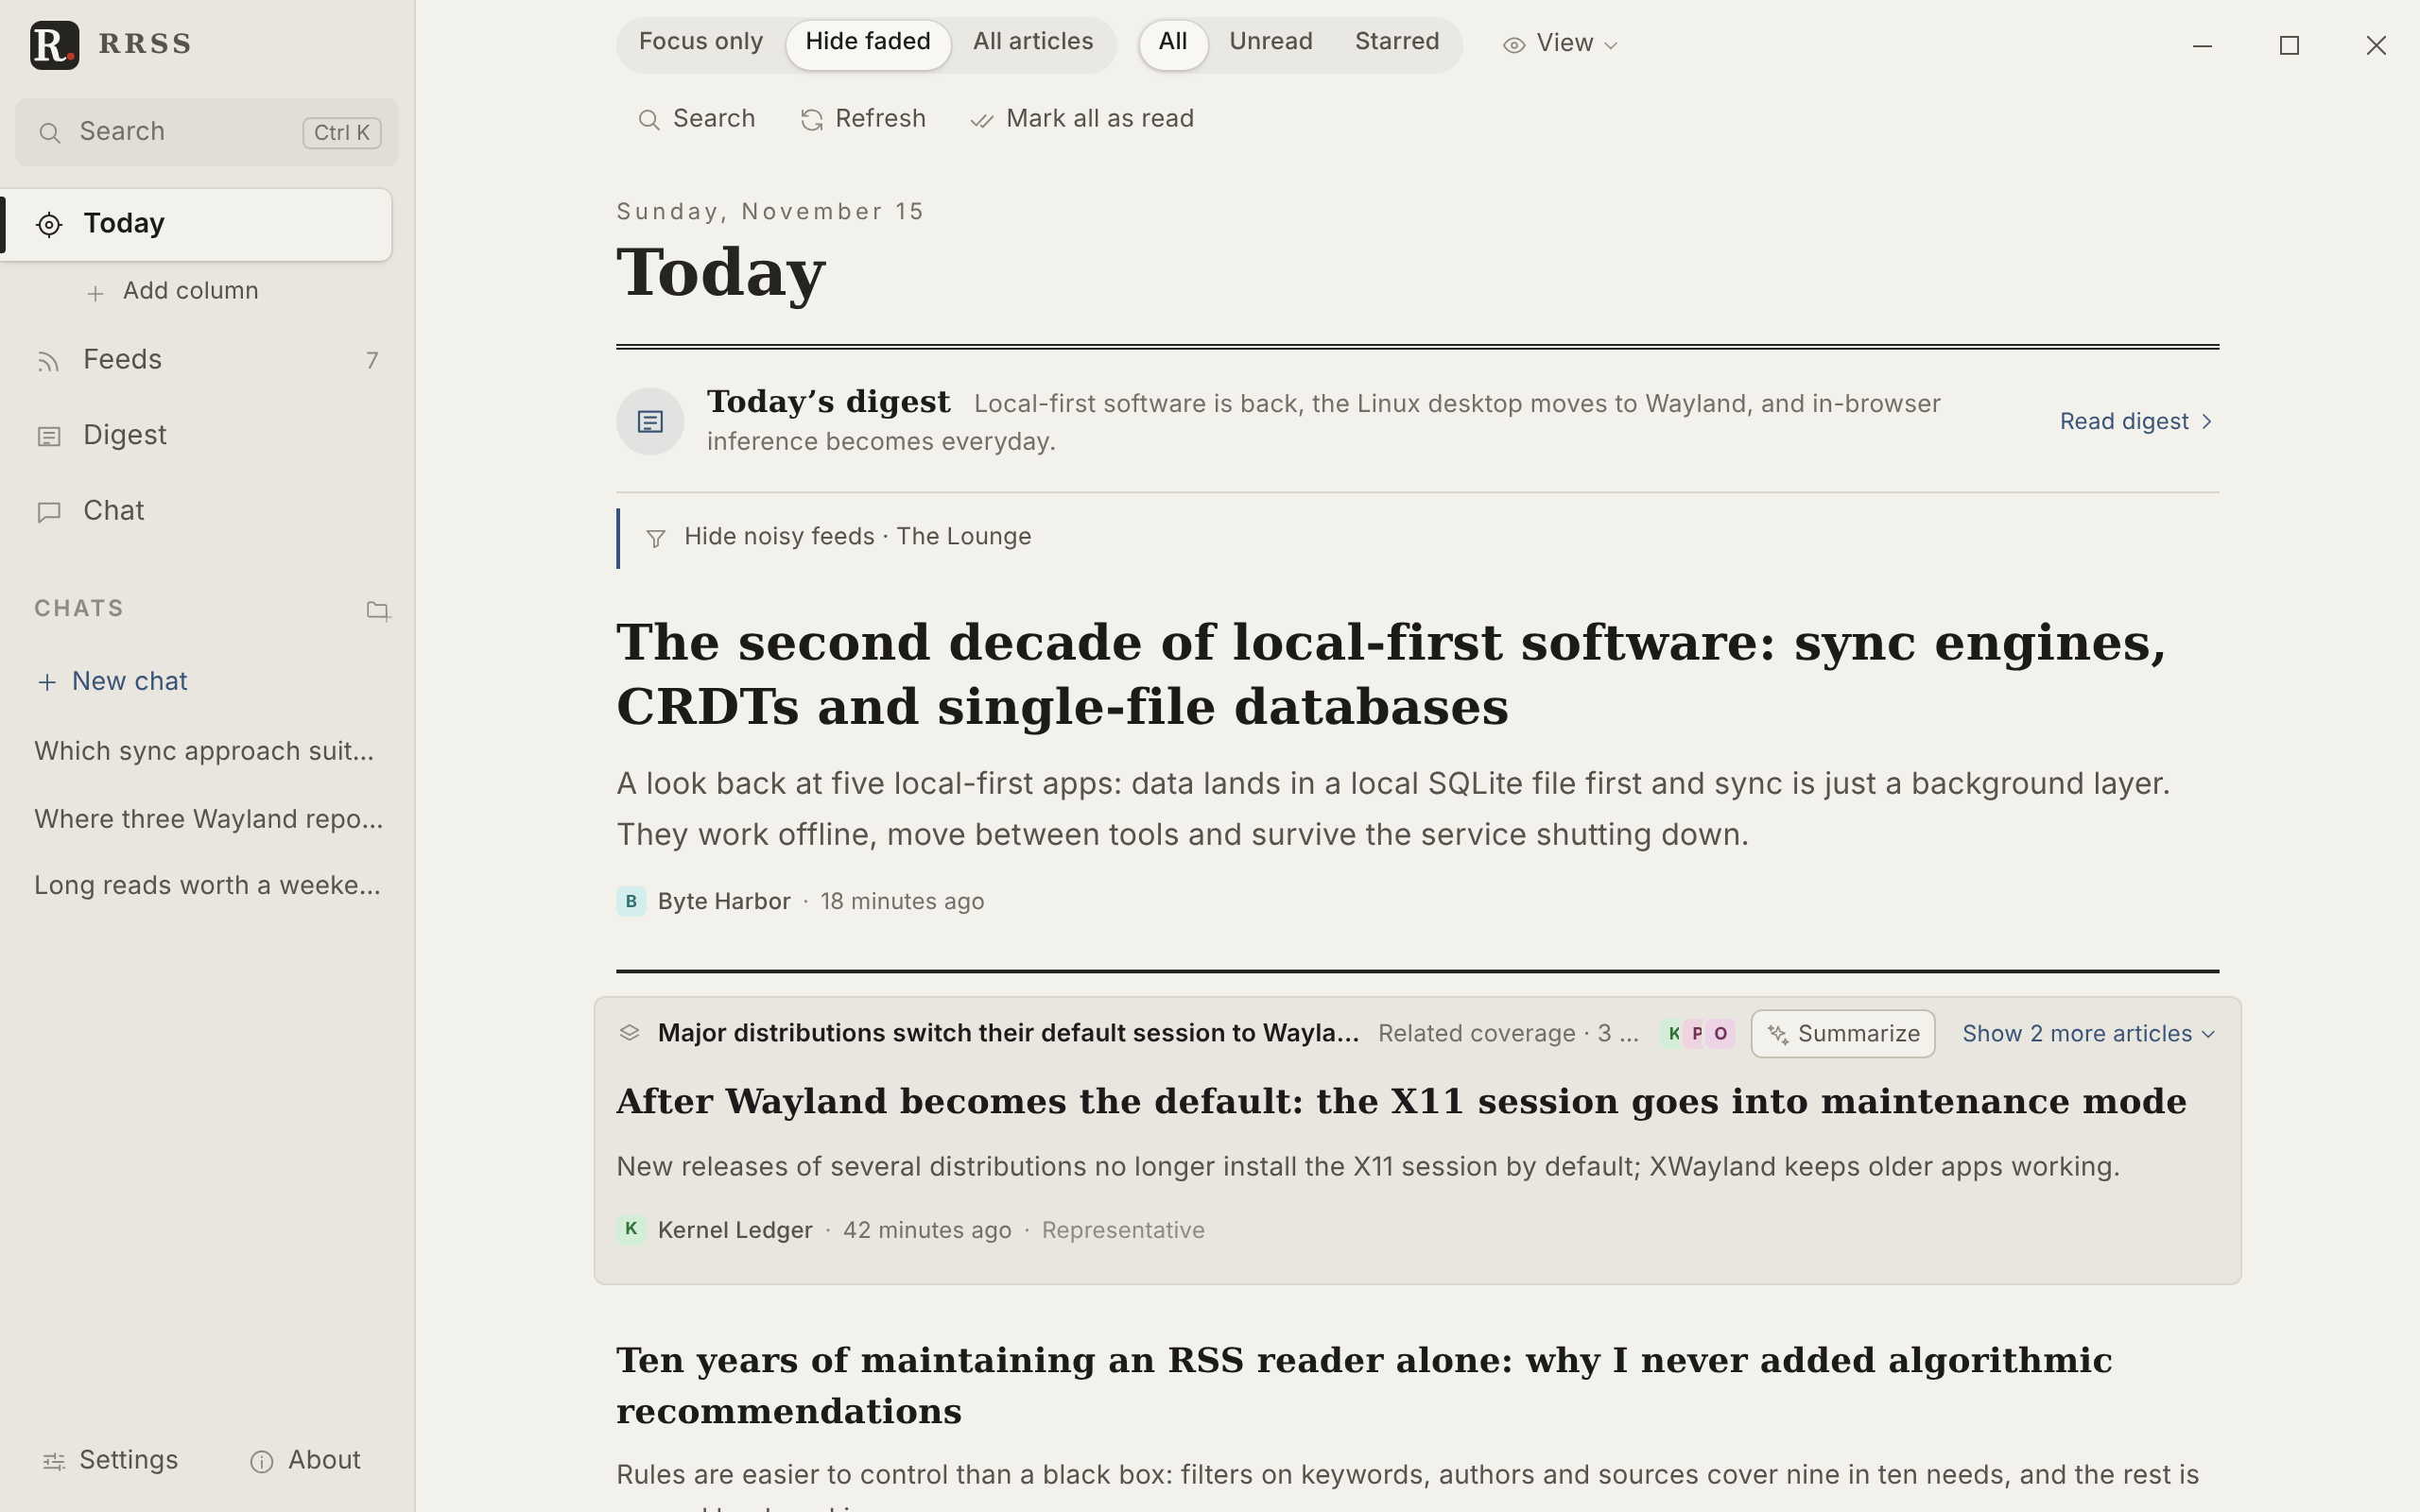 R. RRSS
Search Ctrl K
Today
Add column
Feeds 7
Digest
Chat
CHATS
New chat
Which sync approach suit...
Where three Wayland repo...
Long reads worth a weeke...
Settings About
Focus only Hide faded All articles All Unread Starred View
Search Refresh Mark all as read
Sunday, November 15
Today
Today’s digest Local-first software is back, the Linux desktop moves to Wayland, and in-browser
inference becomes everyday.
Read digest
Hide noisy feeds · The Lounge
The second decade of local-first software: sync engines,
CRDTs and single-file databases
A look back at five local-first apps: data lands in a local SQLite file first and sync is just a background layer.
They work offline, move between tools and survive the service shutting down.
B Byte Harbor · 18 minutes ago
Major distributions switch their default session to Wayla... Related coverage · 3 ... K P O Summarize Show 2 more articles
After Wayland becomes the default: the X11 session goes into maintenance mode
New releases of several distributions no longer install the X11 session by default; XWayland keeps older apps working.
K Kernel Ledger · 42 minutes ago · Representative
Ten years of maintaining an RSS reader alone: why I never added algorithmic
recommendations
Rules are easier to control than a black box: filters on keywords, authors and sources cover nine in ten needs, and the rest is